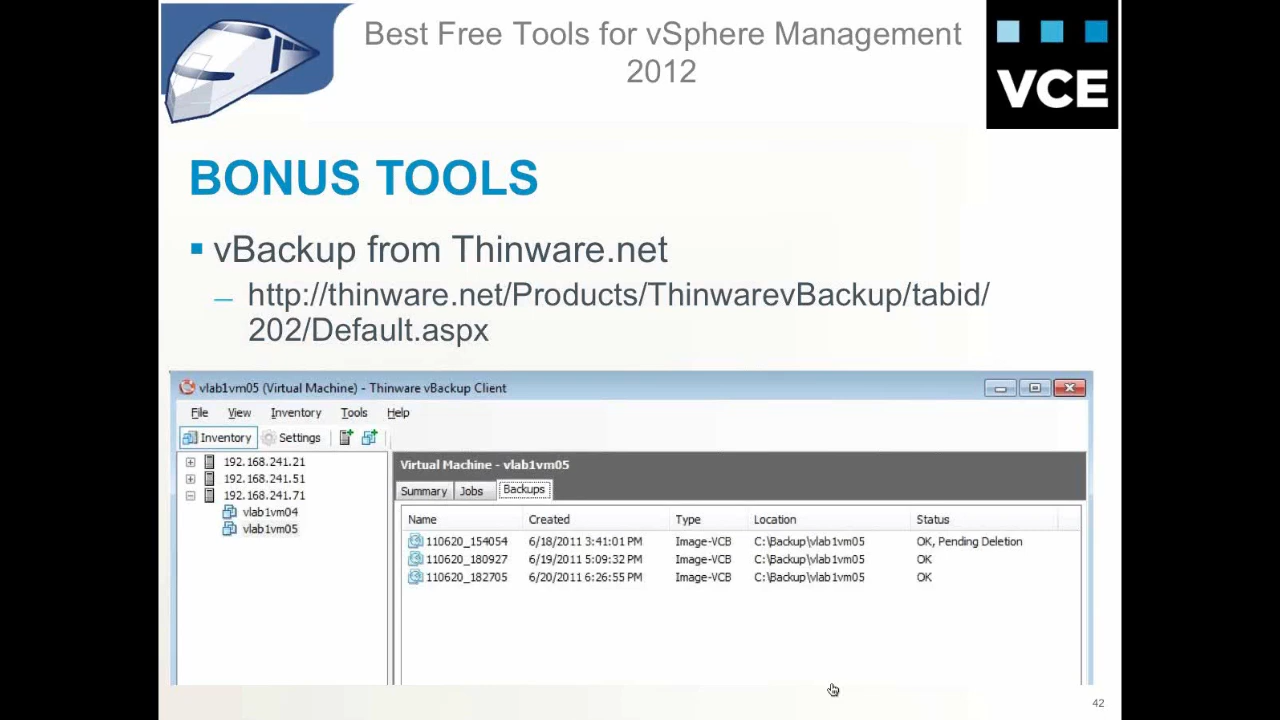 Best Free Tools for vSphere Management
2012
VCE
BONUS TOOLS
vBackup from Thinware.net
http://thinware.net/Products/ThinwarevBackup/tabid/
202/Default.aspx
vlab1vm05 (Virtual Machine) - Thinware vBackup Client
File View Inventory Tools Help
Inventory Settings
192.168.241.21
192.168.241.51
192.168.241.71
vlab1vm04
vlab1vm05
Virtual Machine - vlab1vm05
Summary Jobs Backups
Name Created Type Location Status
110620_154054 6/18/2011 3:41:01 PM Image-VCB C:\Backup\vlab1vm05 OK, Pending Deletion
110620_180927 6/19/2011 5:09:32 PM Image-VCB C:\Backup\vlab1vm05 OK
110620_182705 6/20/2011 6:26:55 PM Image-VCB C:\Backup\vlab1vm05 OK
42